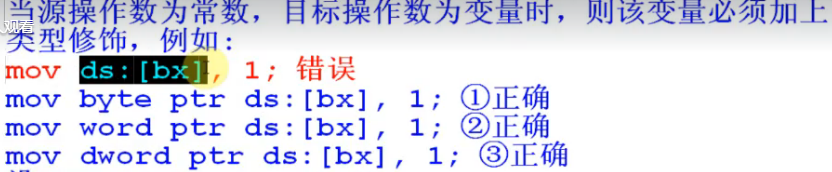 当源操作数为常数，目标操作数为变量时，则该变量必须加上
观看
类型修饰，例如：
mov ds:[bx], 1; 错误
mov byte ptr ds:[bx], 1; ①正确
mov word ptr ds:[bx], 1; ②正确
mov dword ptr ds:[bx], 1; ③正确